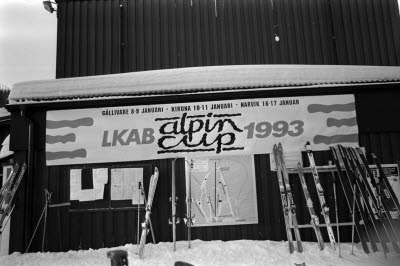 GÄLLIVARE 8-9 JANUARI · KIRUNA 10-11 JANUARI · NARVIK 16-17 JANUAR
LKAB alpin cup 1993